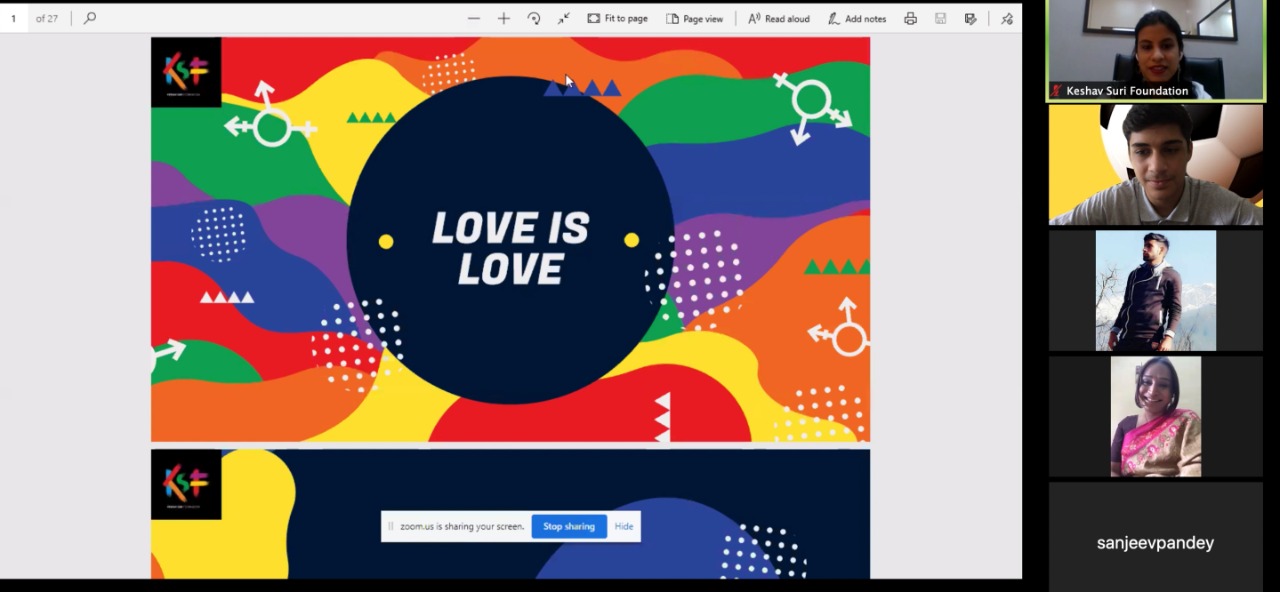 1 of 27
Fit to page
Page view
Read aloud
Add notes
KSF
LOVE IS
LOVE
KSF
zoom.us is sharing your screen.
Stop sharing
Hide
Keshav Suri Foundation
sanjeevpandey